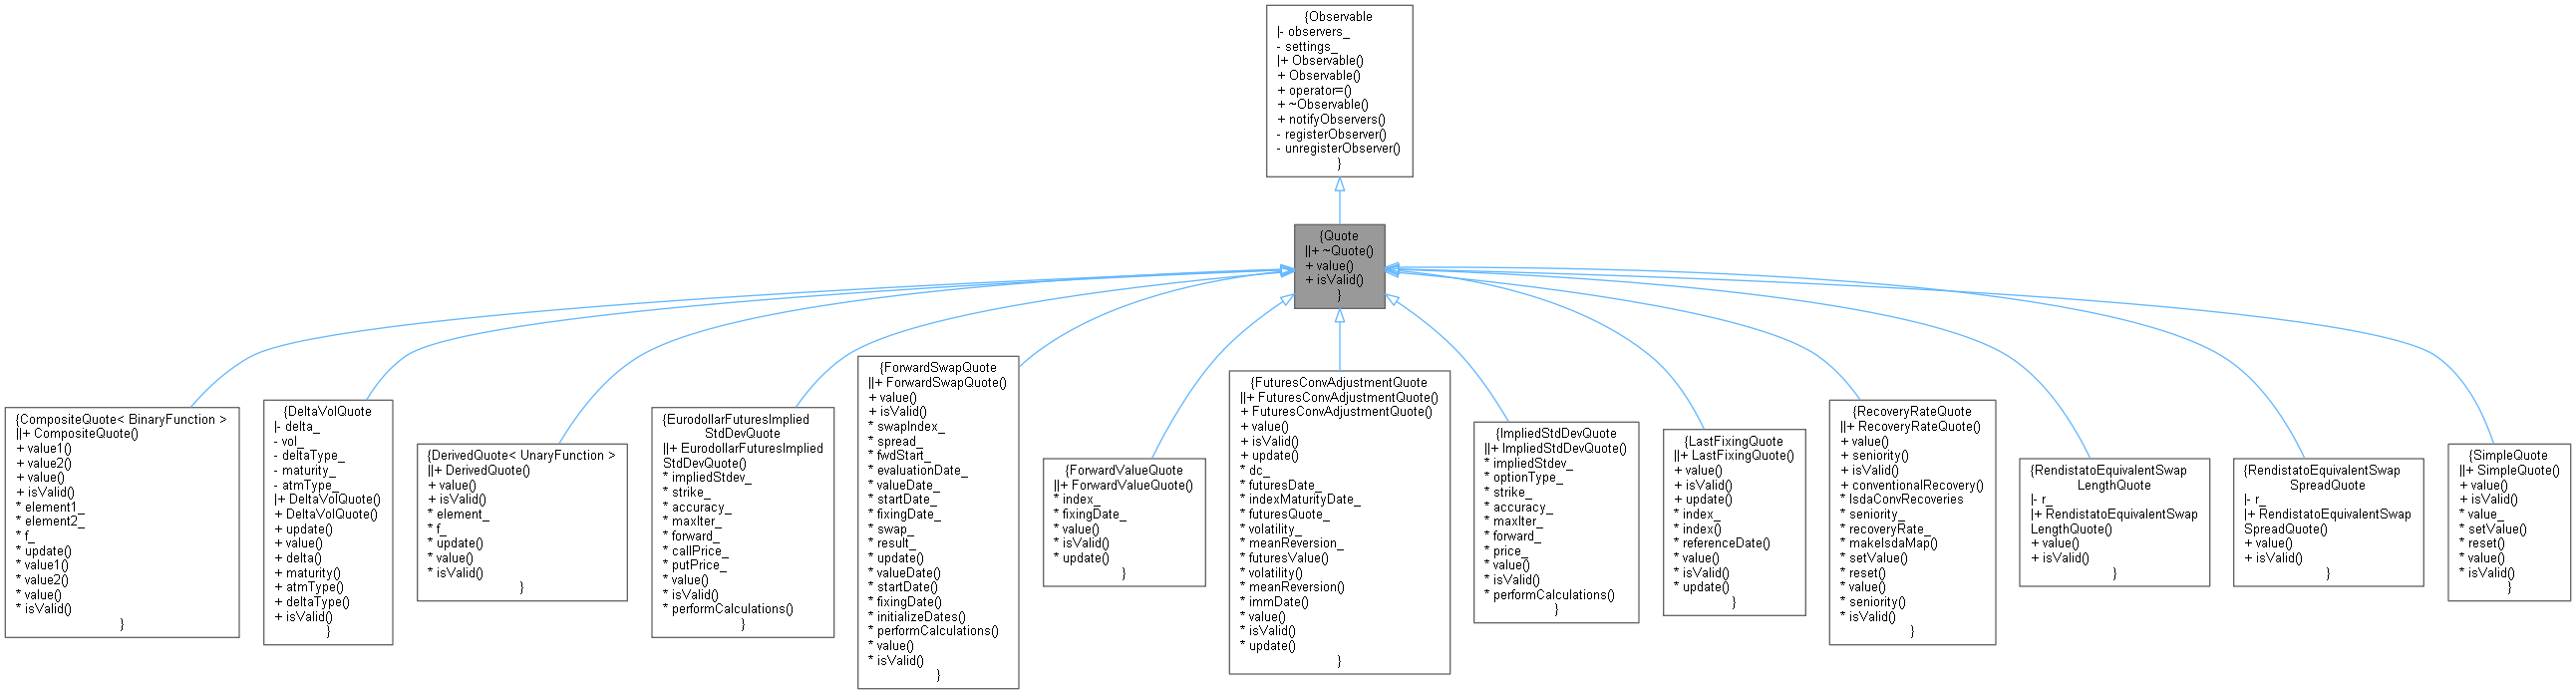 {Observable
|- observers_
- settings_
|+ Observable()
+ Observable()
+ operator=()
+ ~Observable()
+ notifyObservers()
- registerObserver()
- unregisterObserver()
}
{Quote
||+ ~Quote()
+ value()
+ isValid()
}
{CompositeQuote< BinaryFunction >
||+ CompositeQuote()
+ value1()
+ value2()
+ value()
+ isValid()
* element1_
* element2_
* f_
* update()
* value1()
* value2()
* value()
* isValid()
}
{DeltaVolQuote
|- delta_
- vol_
- deltaType_
- maturity_
- atmType_
|+ DeltaVolQuote()
+ DeltaVolQuote()
+ update()
+ value()
+ delta()
+ maturity()
+ atmType()
+ deltaType()
+ isValid()
}
{DerivedQuote< UnaryFunction >
||+ DerivedQuote()
+ value()
+ isValid()
* element_
* f_
* update()
* value()
* isValid()
}
{EurodollarFuturesImplied
StdDevQuote
||+ EurodollarFuturesImplied
StdDevQuote()
* impliedStdev_
* strike_
* accuracy_
* maxIter_
* forward_
* callPrice_
* putPrice_
* value()
* isValid()
* performCalculations()
}
{ForwardSwapQuote
||+ ForwardSwapQuote()
+ value()
+ isValid()
* swapIndex_
* spread_
* fwdStart_
* evaluationDate_
* valueDate_
* startDate_
* fixingDate_
* swap_
* result_
* update()
* valueDate()
* startDate()
* fixingDate()
* initializeDates()
* performCalculations()
* value()
* isValid()
}
{ForwardValueQuote
||+ ForwardValueQuote()
* index_
* fixingDate_
* value()
* isValid()
* update()
}
{FuturesConvAdjustmentQuote
||+ FuturesConvAdjustmentQuote()
+ FuturesConvAdjustmentQuote()
+ value()
+ isValid()
+ update()
* dc_
* futuresDate_
* indexMaturityDate_
* futuresQuote_
* volatility_
* meanReversion_
* futuresValue()
* volatility()
* meanReversion()
* immDate()
* value()
* isValid()
* update()
}
{ImpliedStdDevQuote
||+ ImpliedStdDevQuote()
* impliedStdev_
* optionType_
* strike_
* accuracy_
* maxIter_
* forward_
* price_
* value()
* isValid()
* performCalculations()
}
{LastFixingQuote
||+ LastFixingQuote()
+ value()
+ isValid()
+ update()
* index_
* index()
* referenceDate()
* value()
* isValid()
* update()
}
{RecoveryRateQuote
||+ RecoveryRateQuote()
+ value()
+ seniority()
+ isValid()
+ conventionalRecovery()
* IsdaConvRecoveries
* seniority_
* recoveryRate_
* makeIsdaMap()
* setValue()
* reset()
* value()
* seniority()
* isValid()
}
{RendistatoEquivalentSwap
LengthQuote
|- r_
|+ RendistatoEquivalentSwap
LengthQuote()
+ value()
+ isValid()
}
{RendistatoEquivalentSwap
SpreadQuote
|- r_
|+ RendistatoEquivalentSwap
SpreadQuote()
+ value()
+ isValid()
}
{SimpleQuote
||+ SimpleQuote()
+ value()
+ isValid()
* value_
* setValue()
* reset()
* value()
* isValid()
}